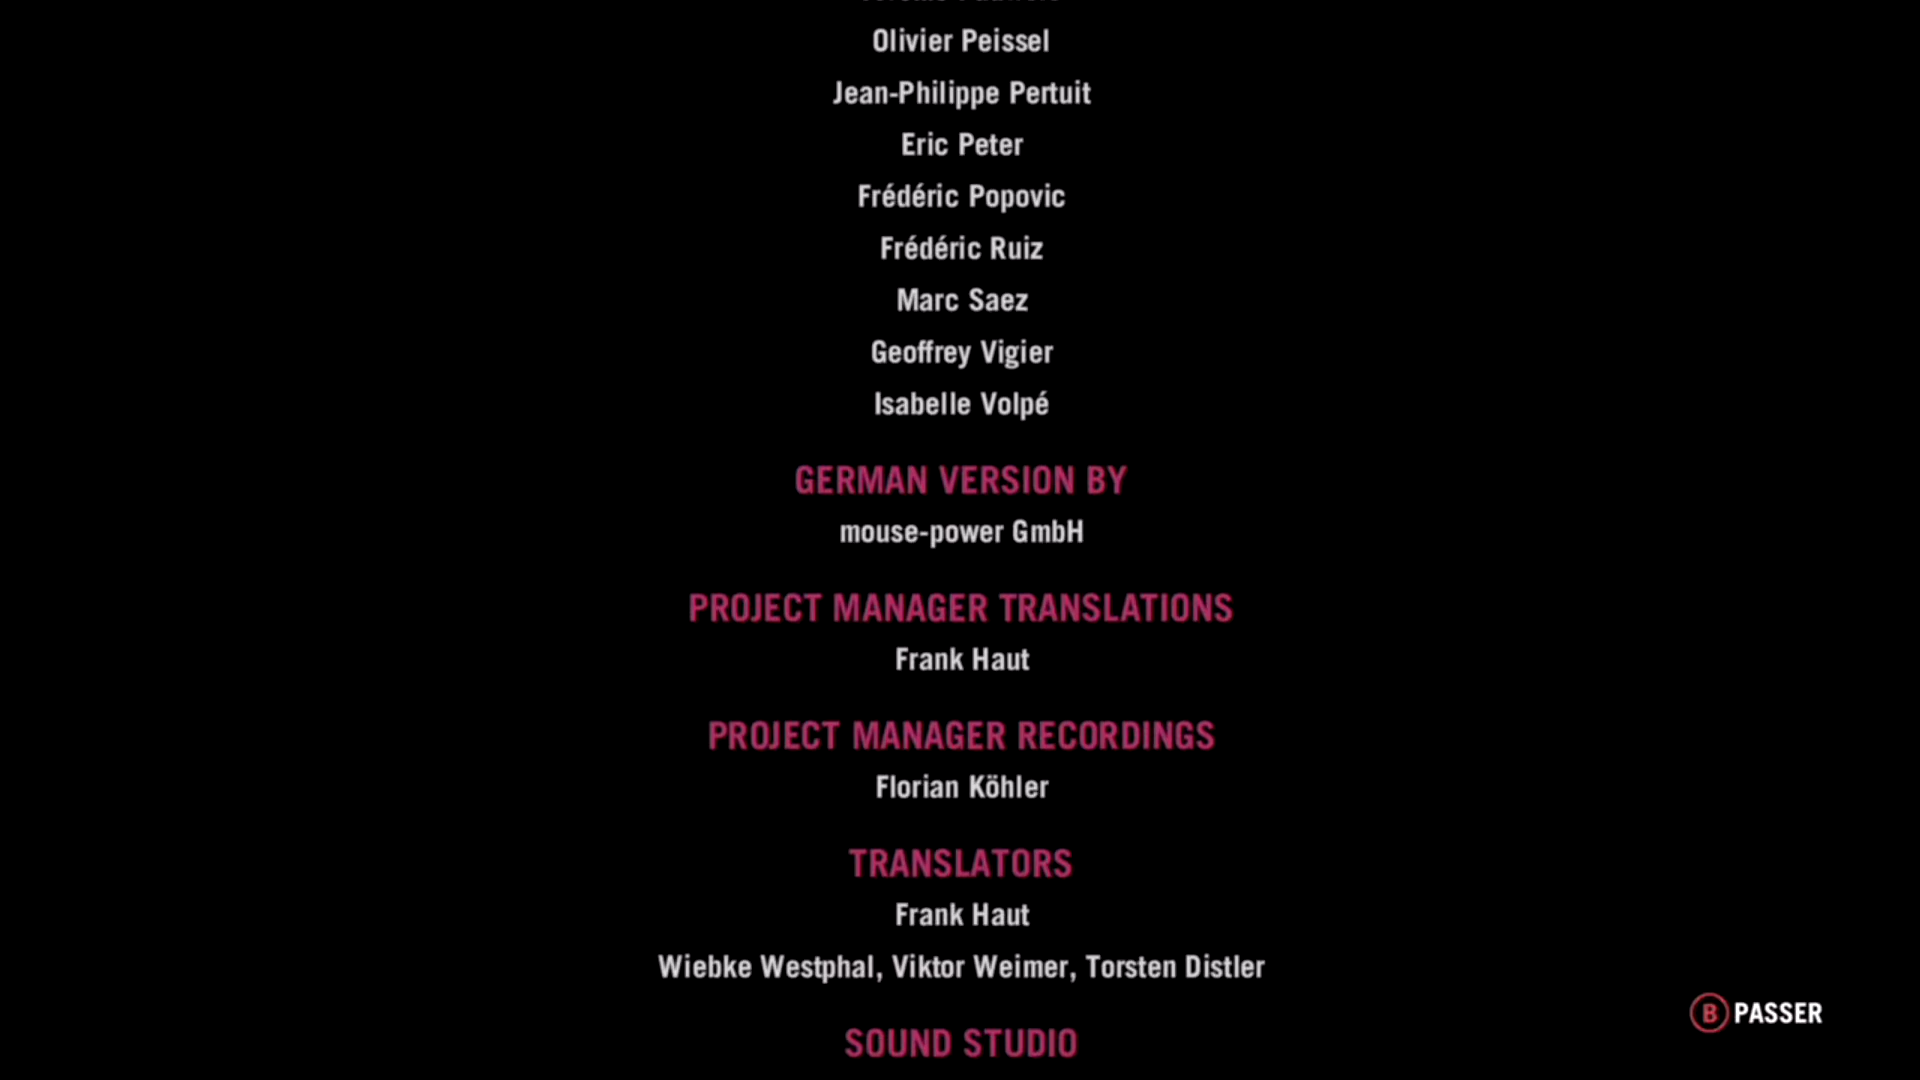 Olivier Peissel
Jean-Philippe Pertuit
Eric Peter
Frédéric Popovic
Frédéric Ruiz
Marc Saez
Geoffrey Vigier
Isabelle Volpé
GERMAN VERSION BY
mouse-power GmbH
PROJECT MANAGER TRANSLATIONS
Frank Haut
PROJECT MANAGER RECORDINGS
Florian Köhler
TRANSLATORS
Frank Haut
Wiebke Westphal, Viktor Weimer, Torsten Distler
SOUND STUDIO
B PASSER